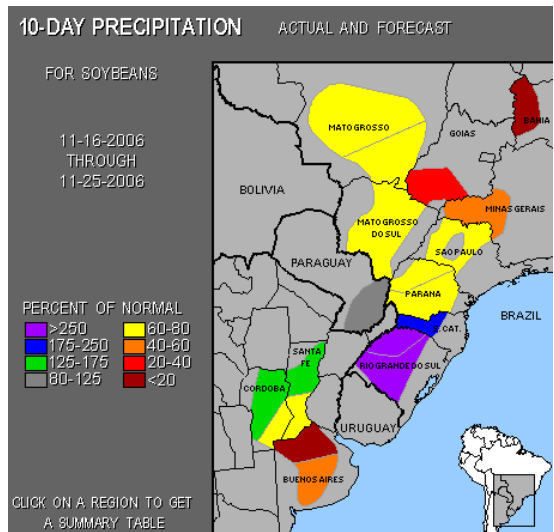 10-DAY PRECIPITATION ACTUAL AND FORECAST
FOR SOYBEANS
11-16-2006
THROUGH
11-25-2006
MATO GROSSO
GOIAS
BAHIA
BOLIVIA
MATO GROSSO
DO SUL
MINAS GERAIS
SAO PAULO
PARAGUAY
PARANA
BRAZIL
S. CAT.
RIO GRANDE DO SUL
SANTA
FE
CORDOBA
URUGUAY
BUENOS AIRES
PERCENT OF NORMAL
>250 60-80
175-250 40-60
125-175 20-40
80-125 <20
CLICK ON A REGION TO GET
A SUMMARY TABLE